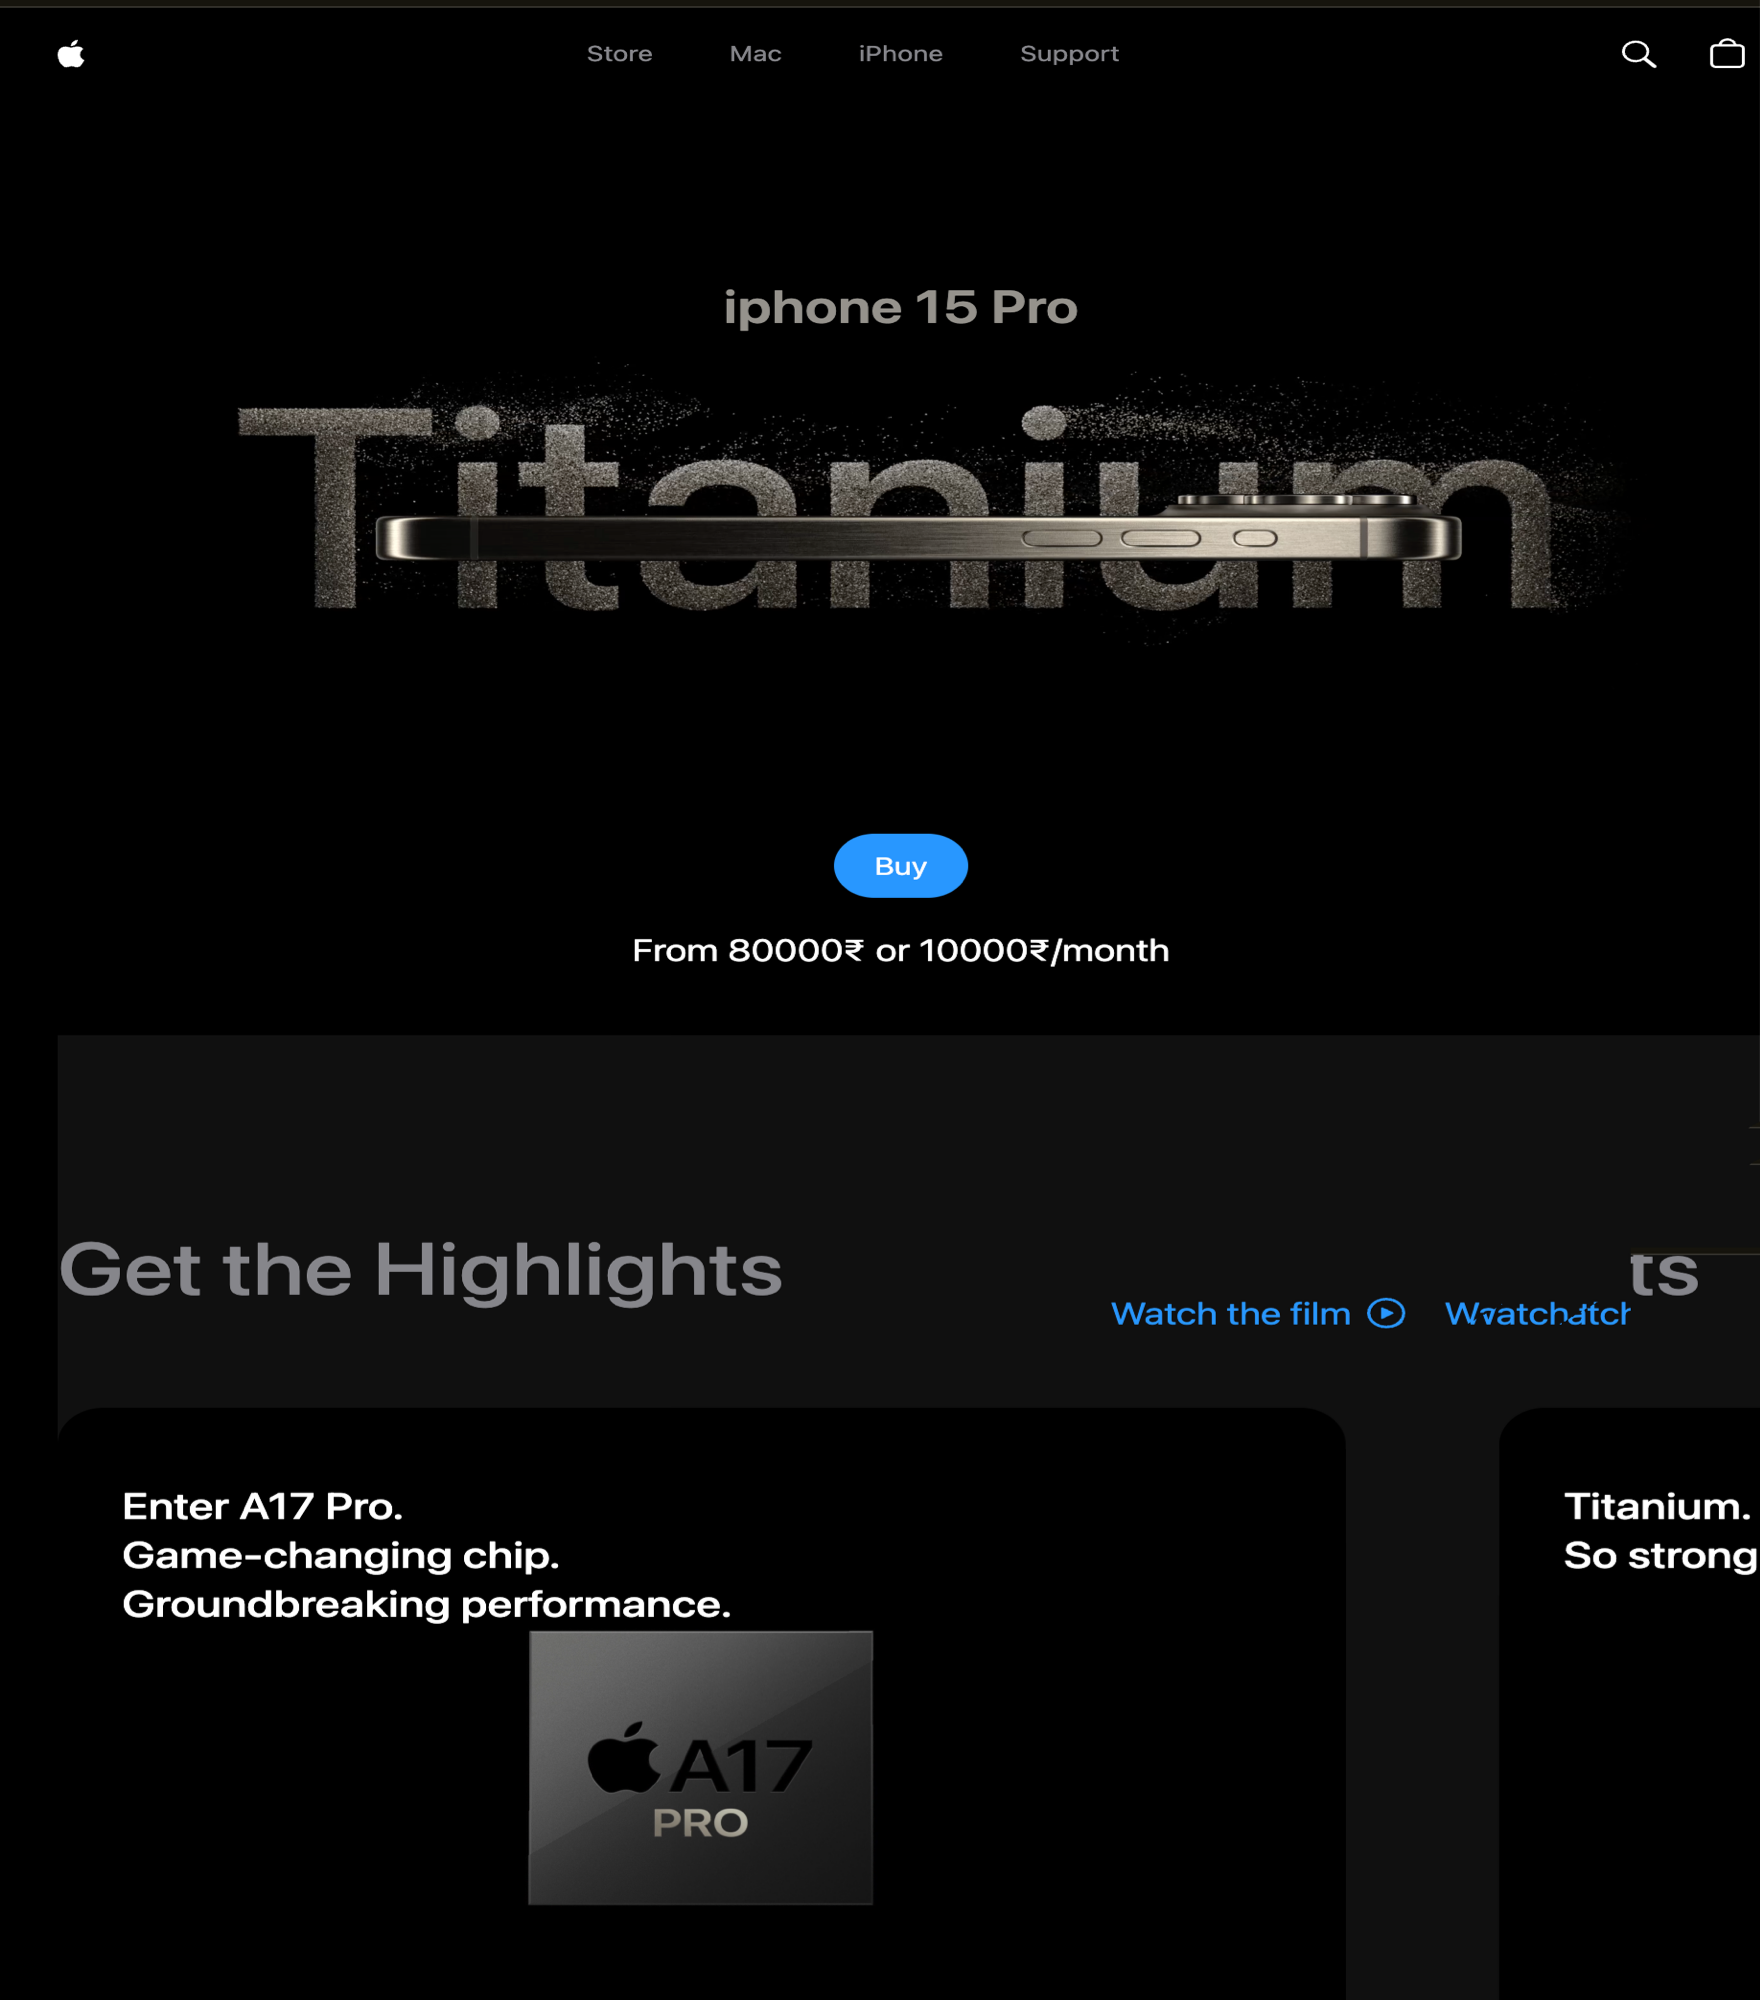 Store Mac iPhone Support
iphone 15 Pro
Titanium
Buy
From 80000₹ or 10000₹/month
Get the Highlights
ts
Watch the film
Enter A17 Pro.
Game-changing chip.
Groundbreaking performance.
Titanium.
So strong
A17
PRO